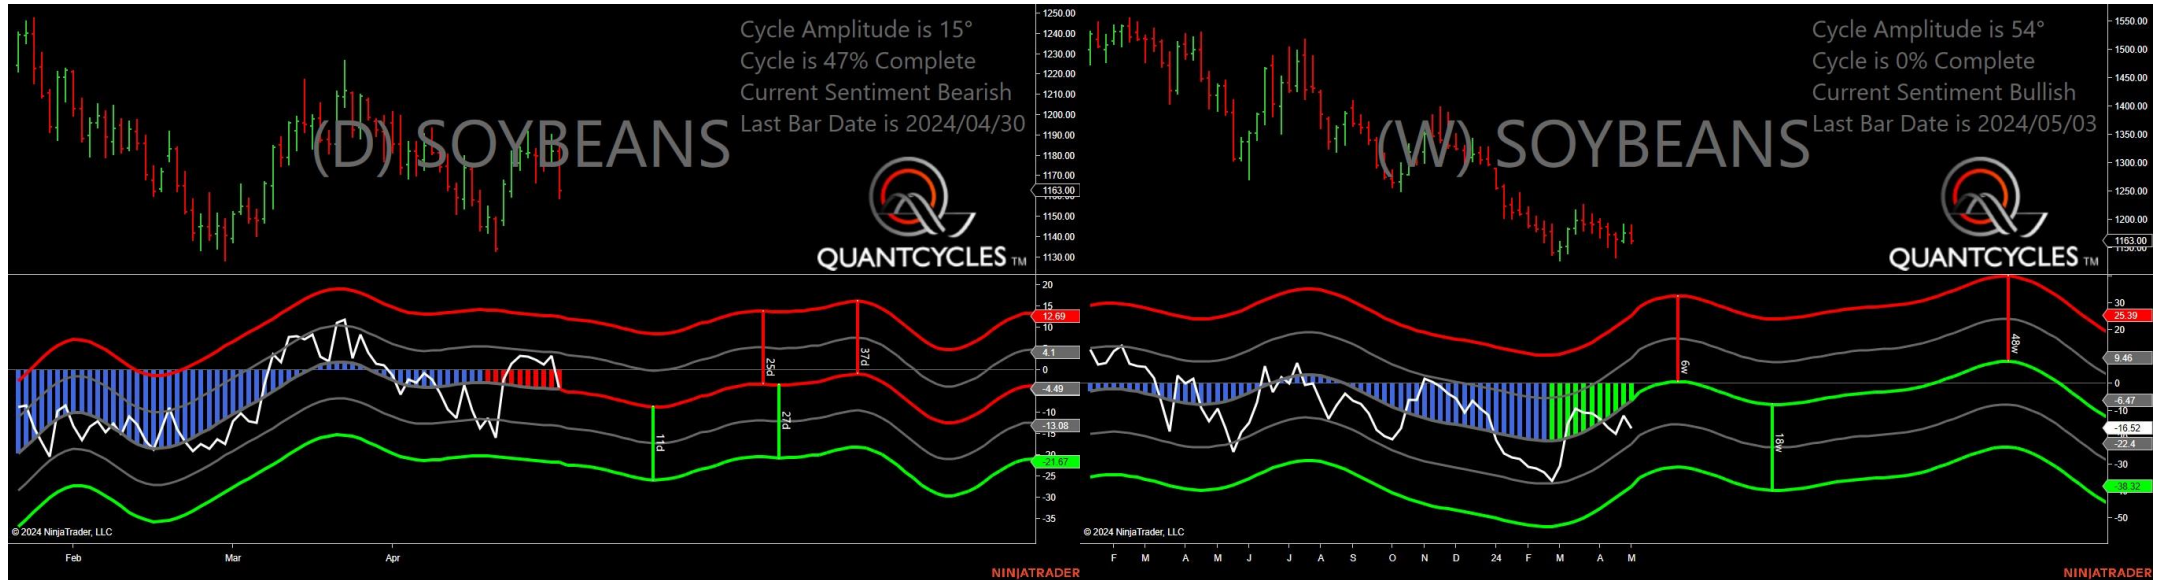 Cycle Amplitude is 15°
Cycle is 47% Complete
Current Sentiment Bearish
Last Bar Date is 2024/04/30
(D) SOYBEANS
QUANTCYCLES TM
1250.00
1240.00
1230.00
1220.00
1210.00
1200.00
1190.00
1180.00
1170.00
1163.00
1150.00
1140.00
1130.00
20
15
12.69
10
4.1
0
-4.49
-10
-13.08
-15
-21.67
-25
-30
-35
11d
25d
27d
37d
© 2024 NinjaTrader, LLC
Feb Mar Apr
NINJATRADER
Cycle Amplitude is 54°
Cycle is 0% Complete
Current Sentiment Bullish
Last Bar Date is 2024/05/03
(W) SOYBEANS
QUANTCYCLES TM
1550.00
1500.00
1450.00
1400.00
1350.00
1300.00
1250.00
1200.00
1163.00
30
25.39
20
9.46
0
-6.47
-10
-16.52
-22.4
-30
-38.32
-50
6w
18w
48w
© 2024 NinjaTrader, LLC
F M A M J J A S O N D 24 F M A M
NINJATRADER